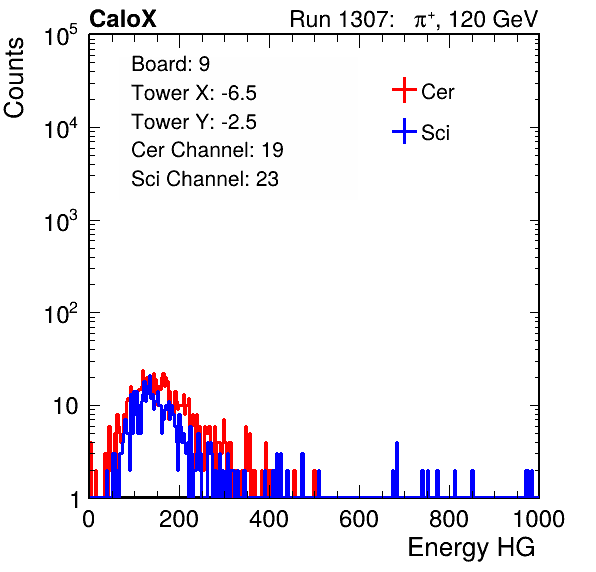 CaloX Run 1307: π⁺, 120 GeV
Counts
10⁵
10⁴
10³
10²
10
1
Board: 9
Tower X: -6.5
Tower Y: -2.5
Cer Channel: 19
Sci Channel: 23
Cer
Sci
0 200 400 600 800 1000
Energy HG